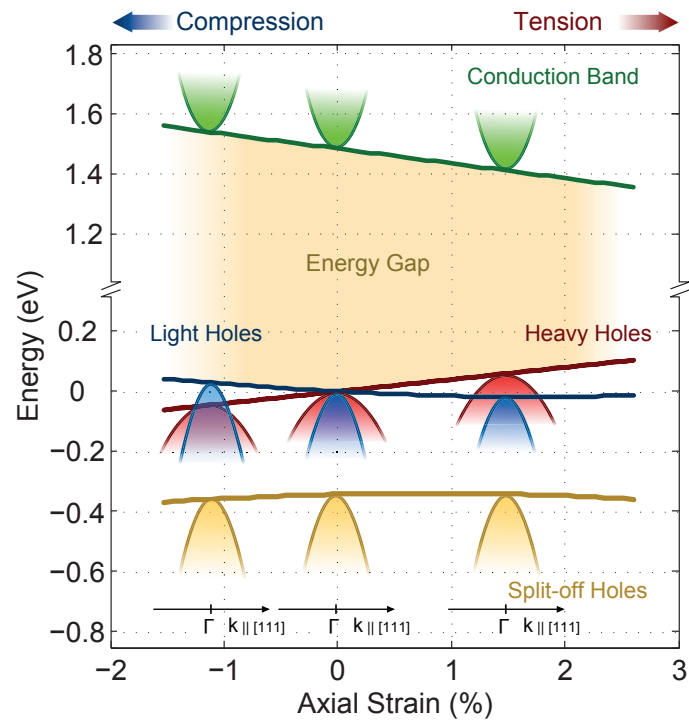 Compression Tension
1.8
Conduction Band
1.6
1.4
1.2
Energy Gap
Energy (eV)
0.2
Light Holes Heavy Holes
0
−0.2
−0.4
−0.6
Split-off Holes
Γ k || [111] Γ k || [111] Γ k || [111]
−0.8
−2 −1 0 1 2 3
Axial Strain (%)